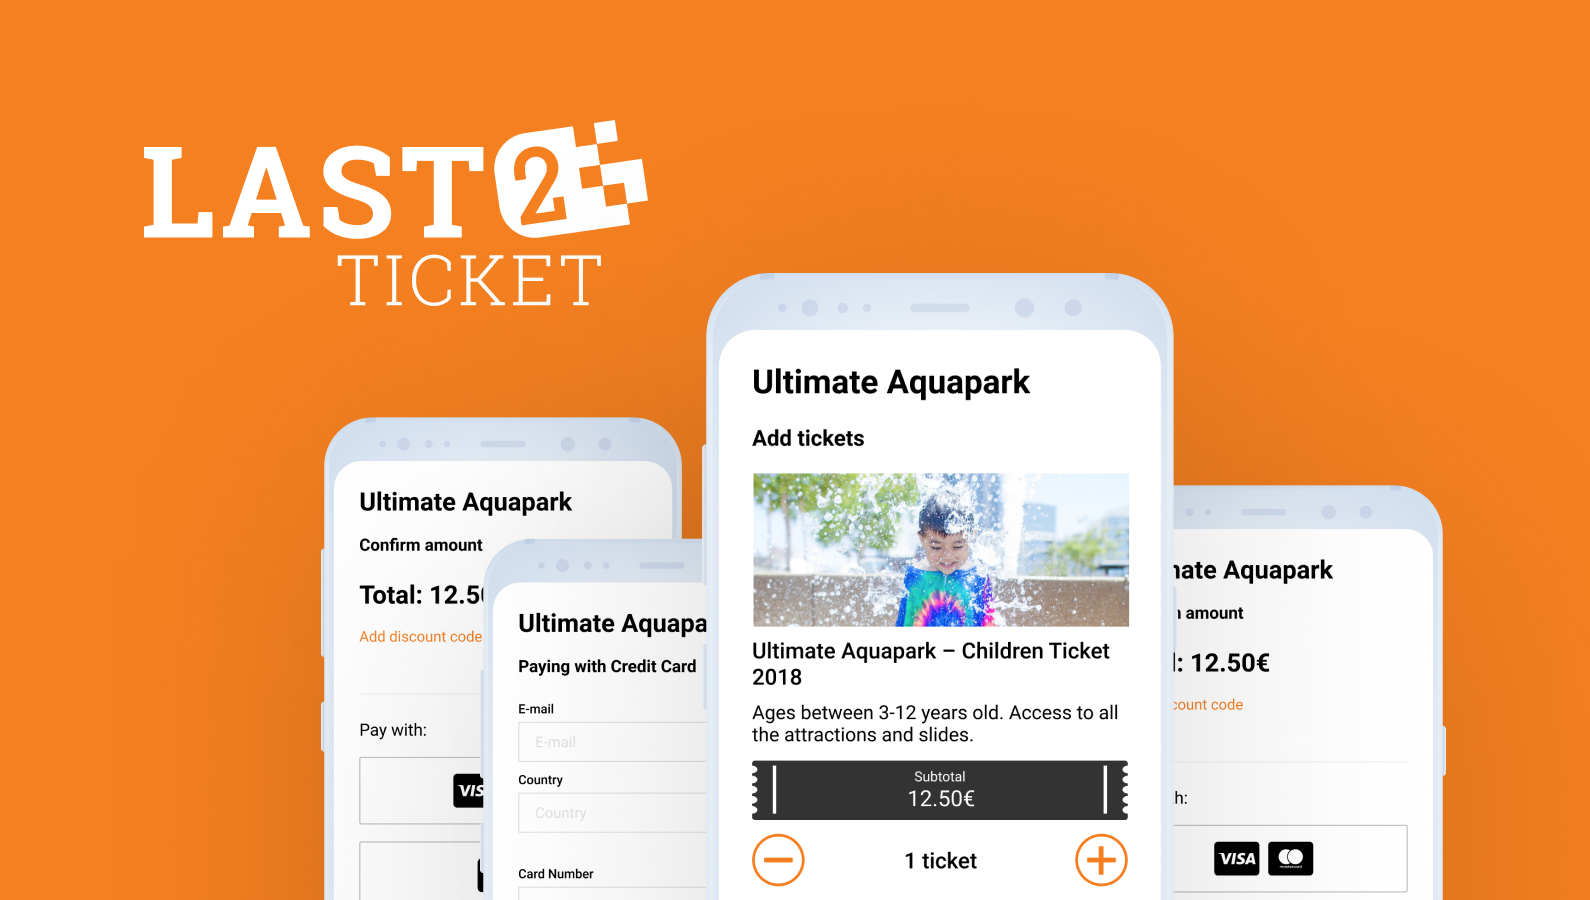 LAST2
TICKET
Ultimate Aquapark
Confirm amount
Total: 12.50
Add discount code
Pay with:
VIS
Ultimate Aquapa
Paying with Credit Card
E-mail
E-mail
Country
Country
Card Number
Ultimate Aquapark
Add tickets
Ultimate Aquapark – Children Ticket
2018
Ages between 3-12 years old. Access to all
the attractions and slides.
Subtotal
12.50€
1 ticket
nate Aquapark
n amount
l: 12.50€
count code
h:
VISA